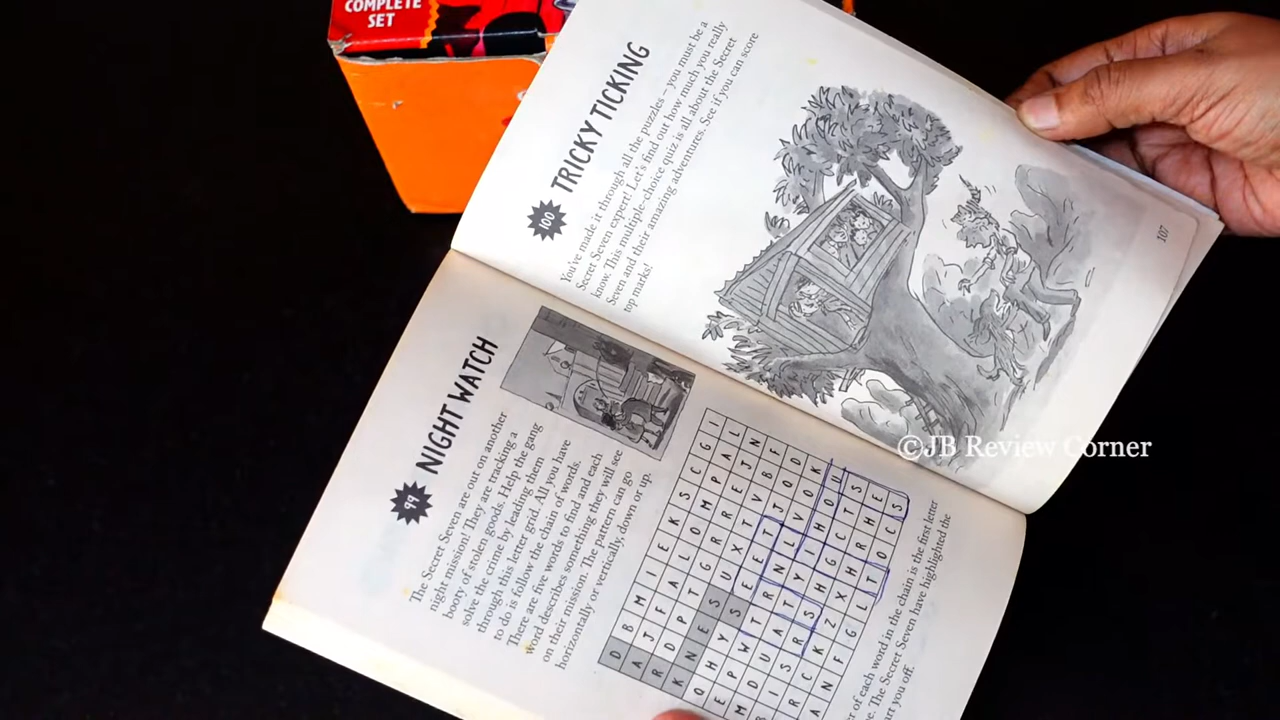 COMPLETE
SET
100 TRICKY TICKING
You've made it through all the puzzles – you must be a
Secret Seven expert! Let's find out how much you really
know. This multiple-choice quiz is all about the Secret
Seven and their amazing adventures. See if you can score
top marks!
107
99 NIGHT WATCH
The Secret Seven are out on another
night mission! They are tracking a
booty of stolen goods. Help the gang
solve the crime by leading them
through this letter grid. All you have
to do is follow the chain of words.
There are five words to find and each
word describes something they will see
on their mission. The pattern can go
horizontally or vertically, down or up.
D B M I E K S C G I
A J F A L O M P A L
R D P T G R R E J N
K N E S U X T V B F
O H Y S E E T J O D
E P W T R N L V O K
M D U A T Y I H O U
B I S R S H G C T S
R C K Z X H R H E
A N F G L T O C S
er of each word in the chain is the first letter
e. The Secret Seven have highlighted the
rt you off.
©JB Review Corner